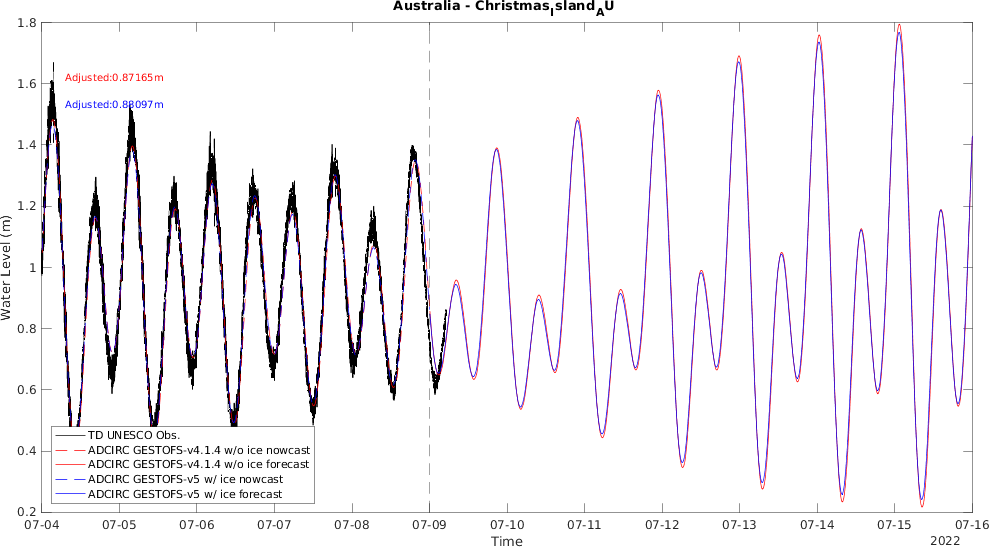 Australia - ChristmasIslandAU
1.8
1.6
1.4
1.2
1
0.8
0.6
0.4
0.2
Water Level (m)
Adjusted:0.87165m
Adjusted:0.88097m
TD UNESCO Obs.
ADCIRC GESTOFS-v4.1.4 w/o ice nowcast
ADCIRC GESTOFS-v4.1.4 w/o ice forecast
ADCIRC GESTOFS-v5 w/ ice nowcast
ADCIRC GESTOFS-v5 w/ ice forecast
07-04 07-05 07-06 07-07 07-08 07-09 07-10 07-11 07-12 07-13 07-14 07-15 07-16
Time
2022